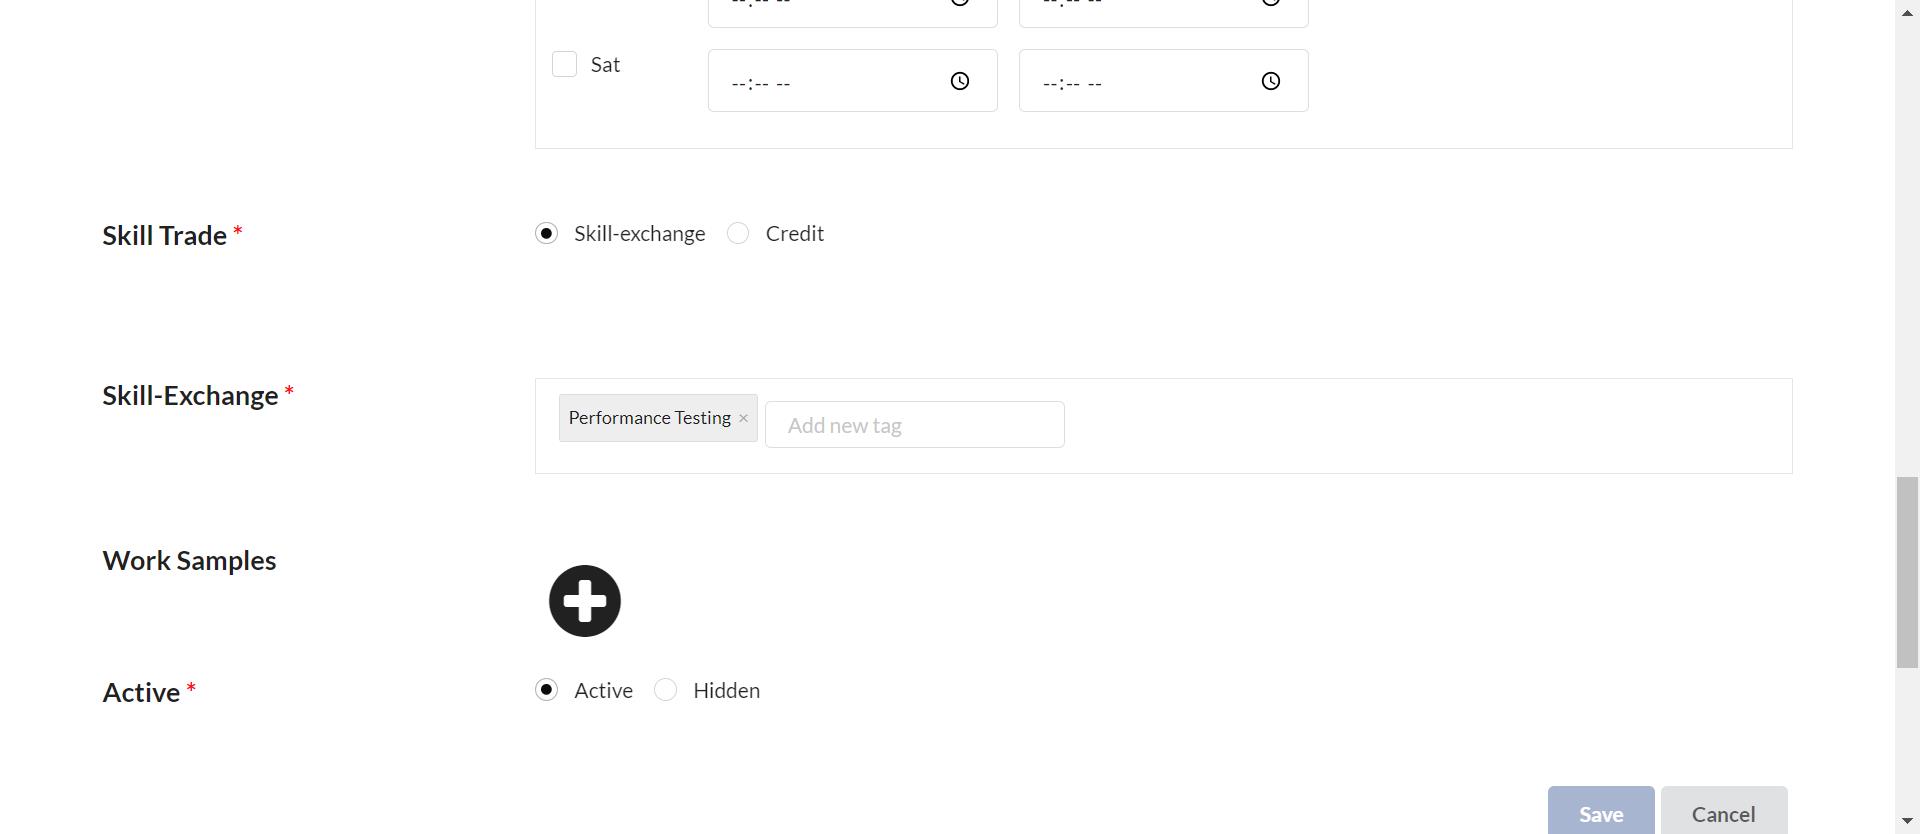 --:-- -- --:-- --
Sat --:-- -- --:-- --
Skill Trade * Skill-exchange Credit
Skill-Exchange * Performance Testing × Add new tag
Work Samples
Active * Active Hidden
Save Cancel